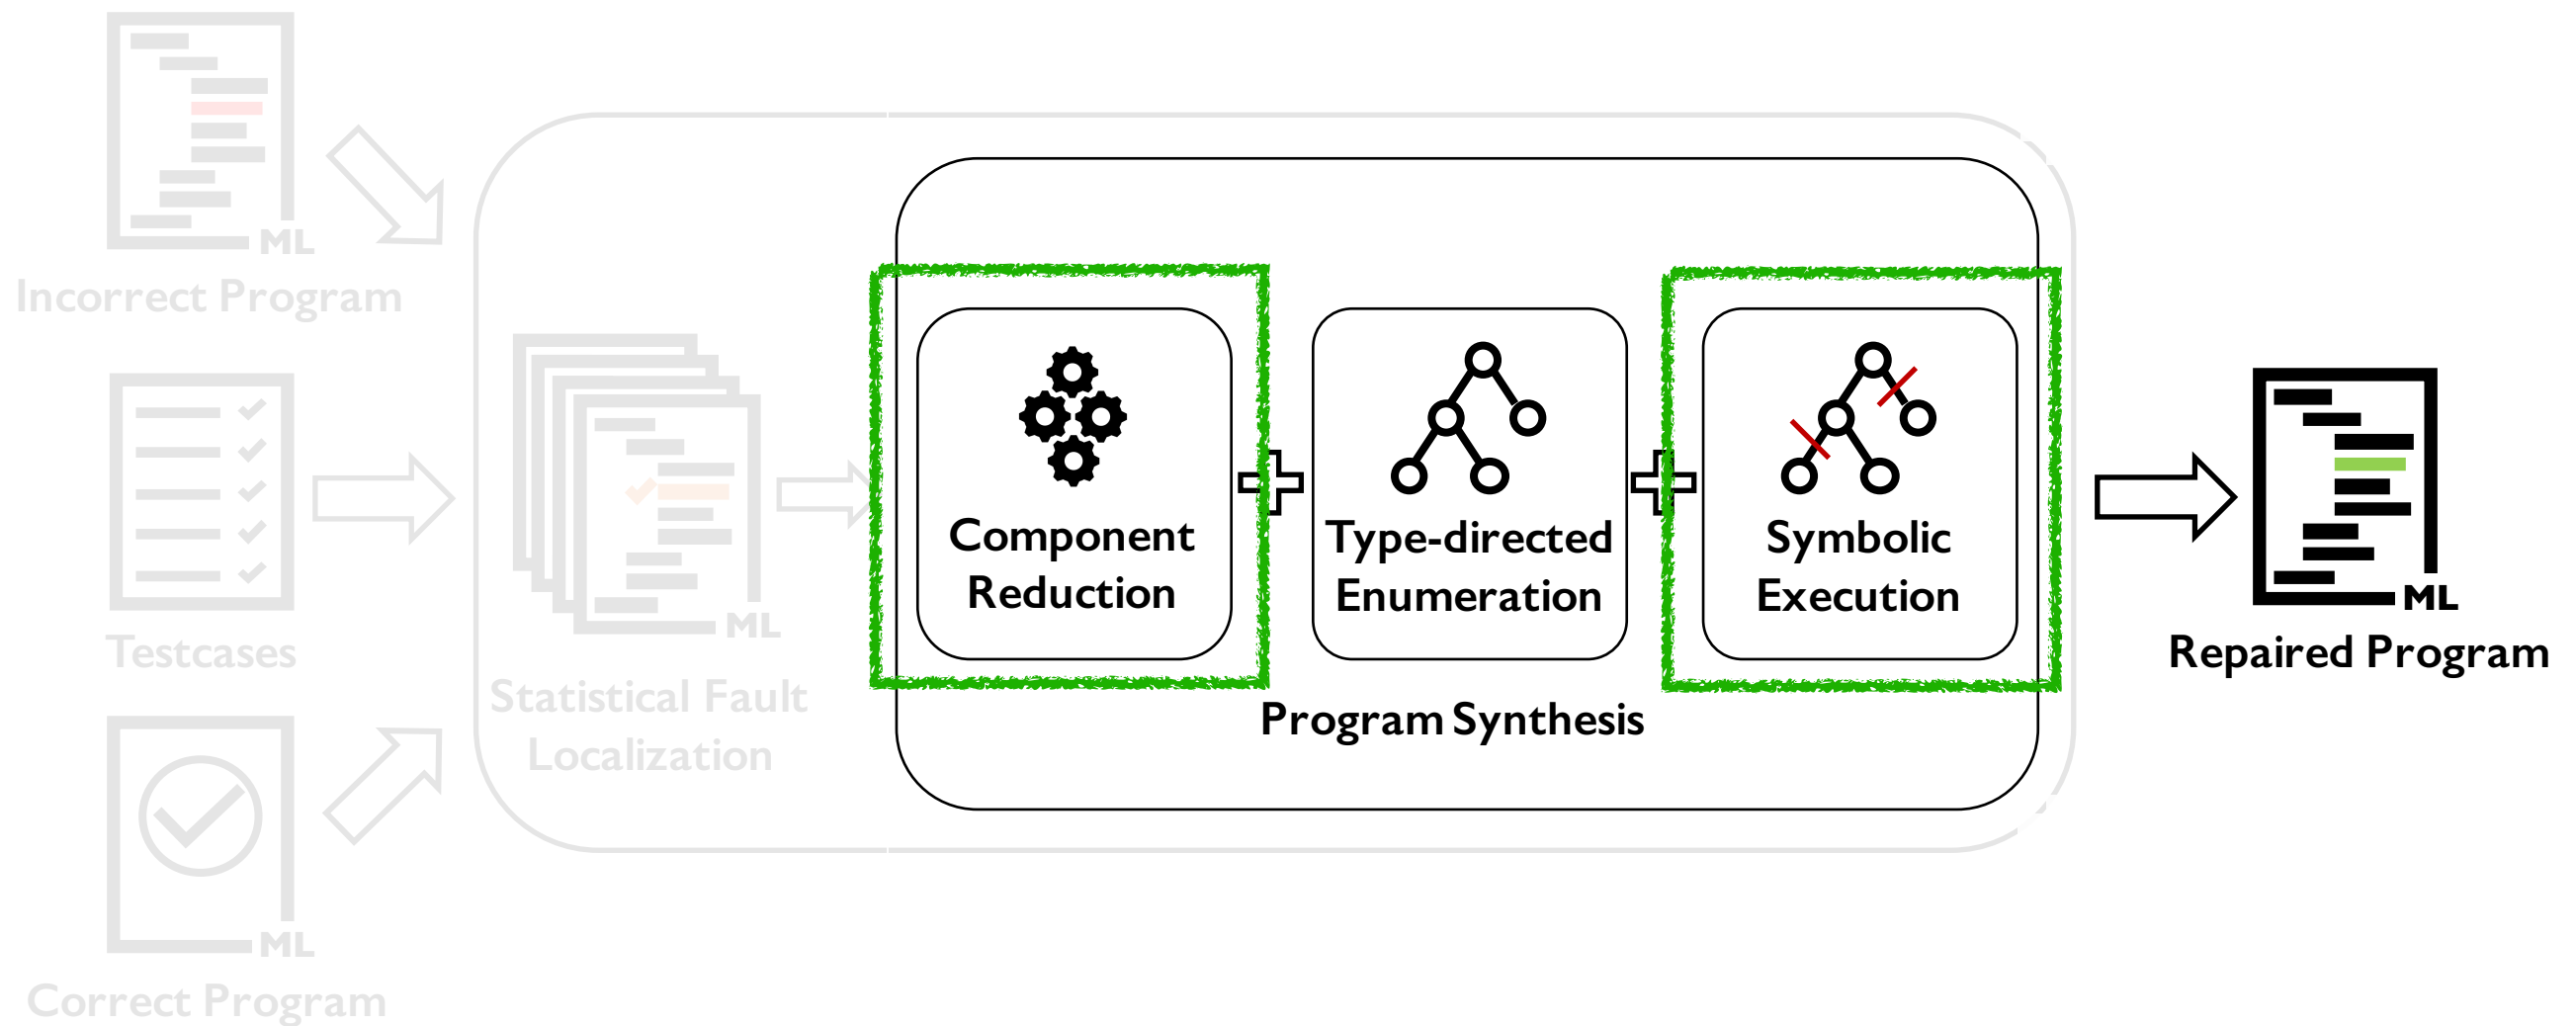 ML
Incorrect Program
Testcases
ML
Correct Program
ML
Statistical Fault
Localization
Component
Reduction
Type-directed
Enumeration
Symbolic
Execution
Program Synthesis
ML
Repaired Program